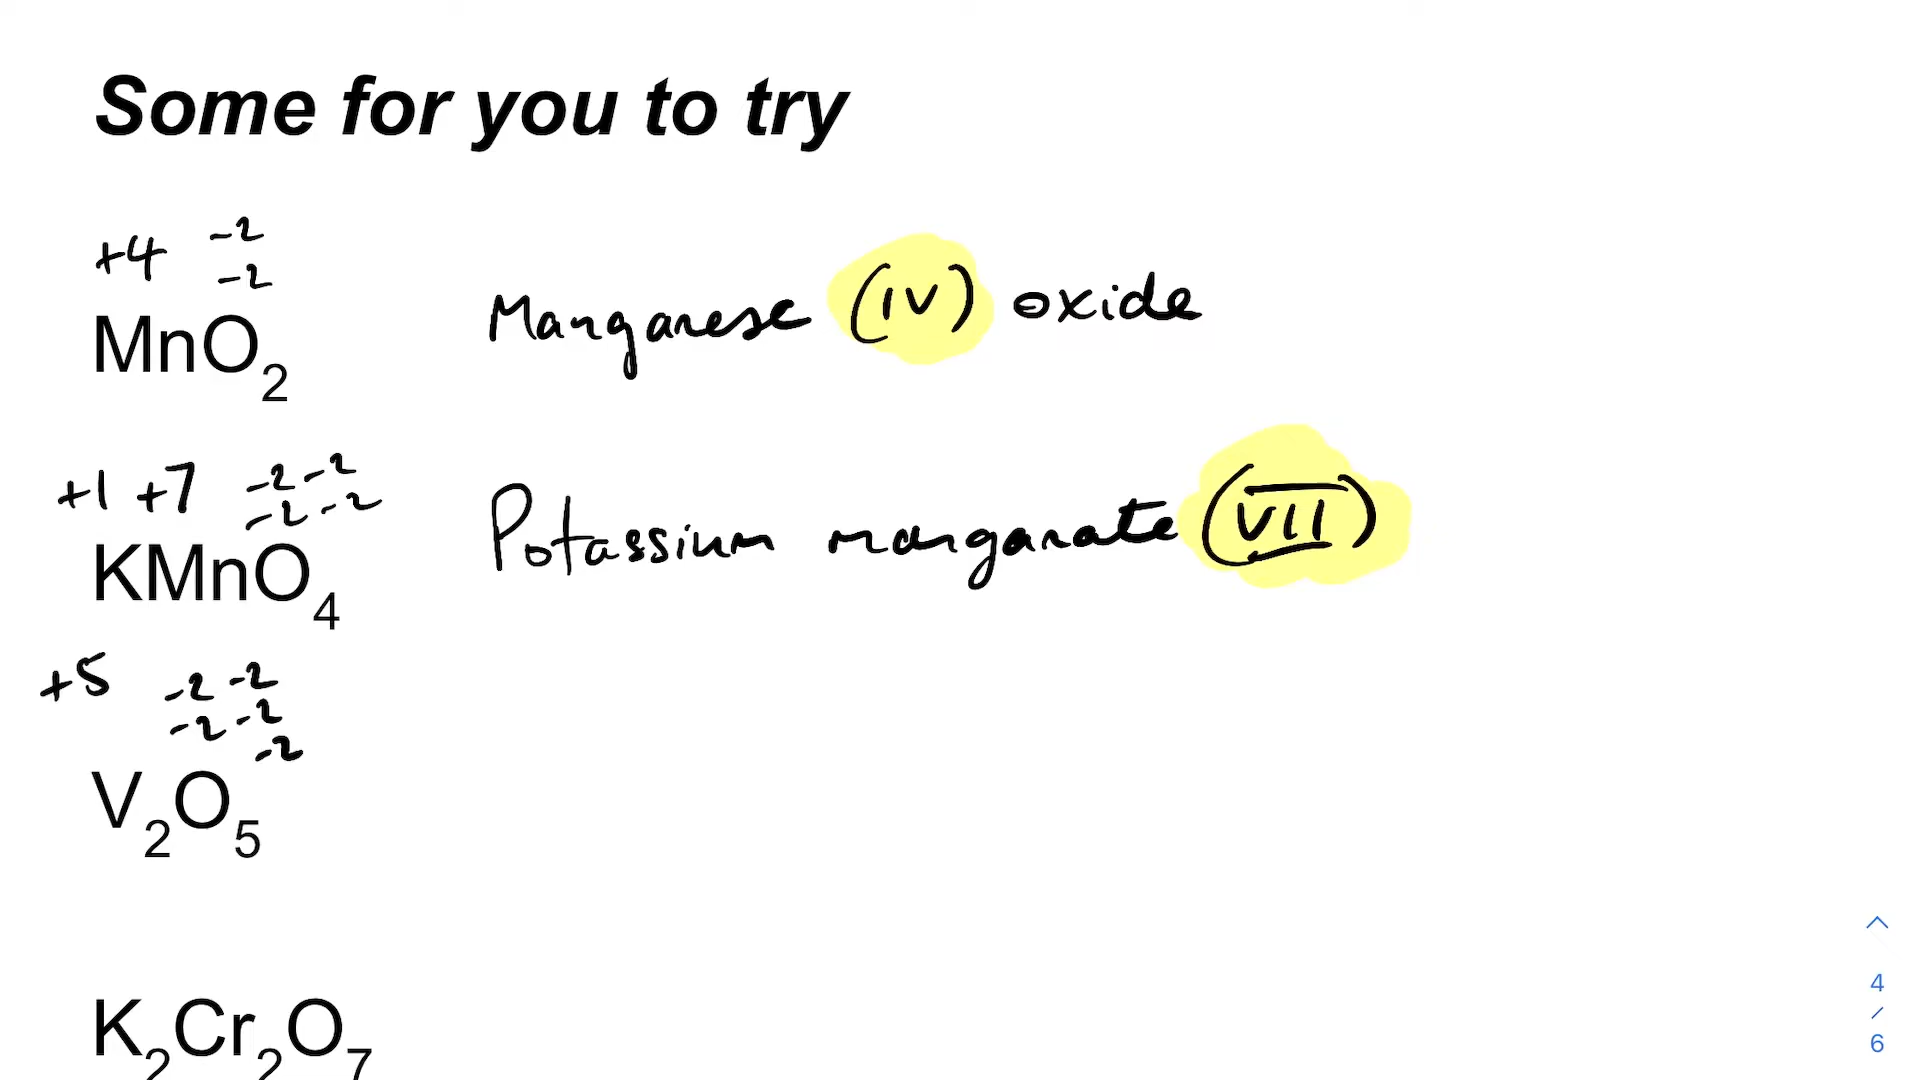 Some for you to try
+4 -2
-2
MnO2 Manganese (IV) oxide
+1 +7 -2 -2
-2 -2
KMnO4 Potassium manganate (VII)
+5 -2 -2
-2 -2
-2
V2O5
K2Cr2O7
4
/
6